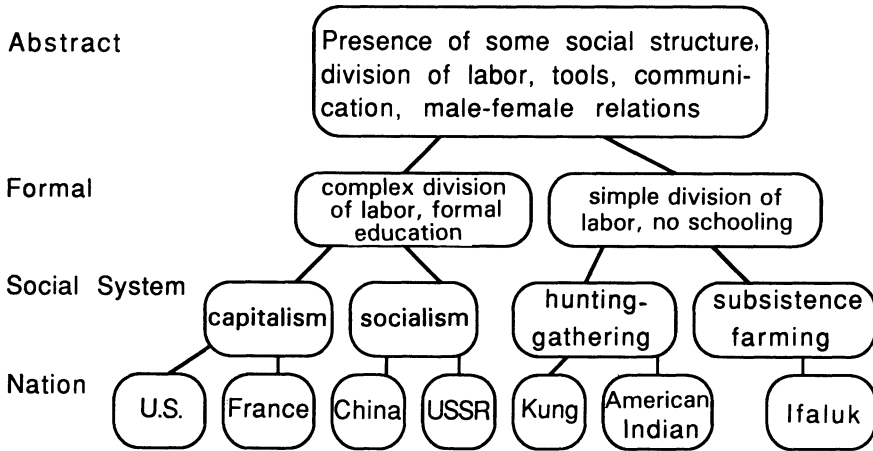 Abstract
Presence of some social structure,
division of labor, tools, communi-
cation, male-female relations
Formal
complex division
of labor, formal
education
simple division of
labor, no schooling
Social System
capitalism
socialism
hunting-
gathering
subsistence
farming
Nation
U.S.
France
China
USSR
Kung
American
Indian
Ifaluk